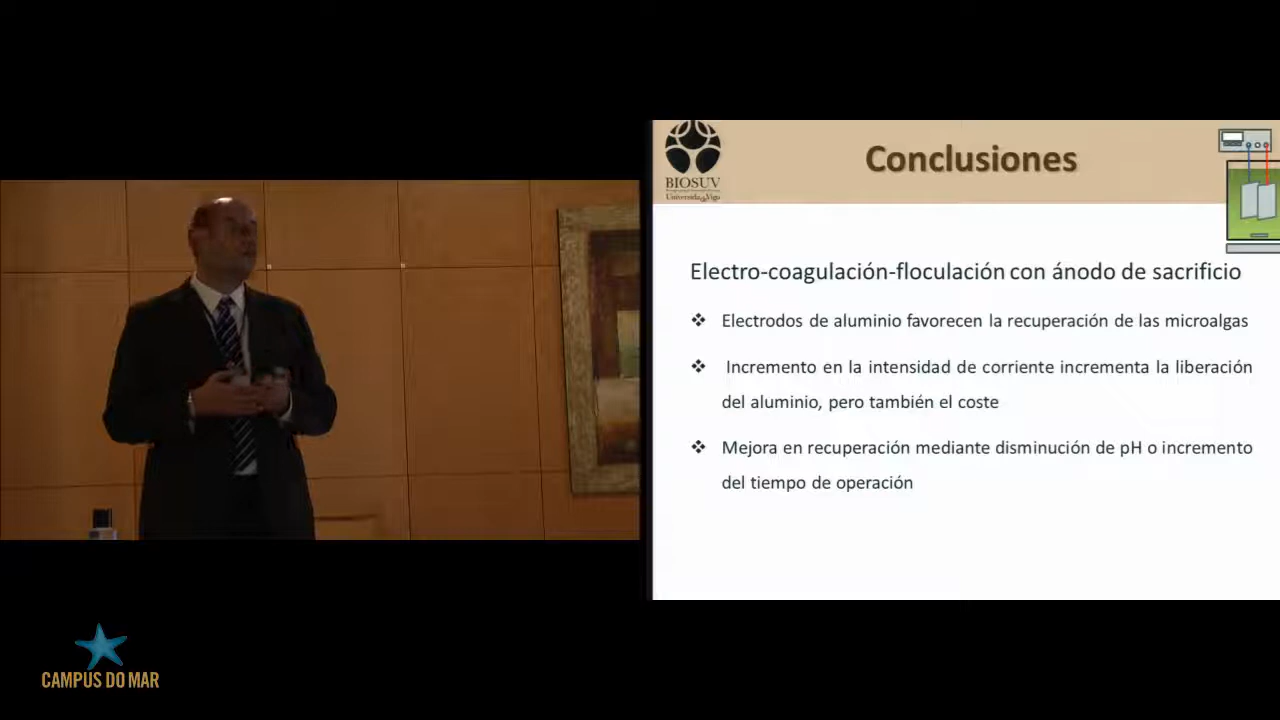 BIOSUV
Universida Vigo
Conclusiones
Electro-coagulación-floculación con ánodo de sacrificio
Electrodos de aluminio favorecen la recuperación de las microalgas
Incremento en la intensidad de corriente incrementa la liberación
del aluminio, pero también el coste
Mejora en recuperación mediante disminución de pH o incremento
del tiempo de operación
CAMPUS DO MAR